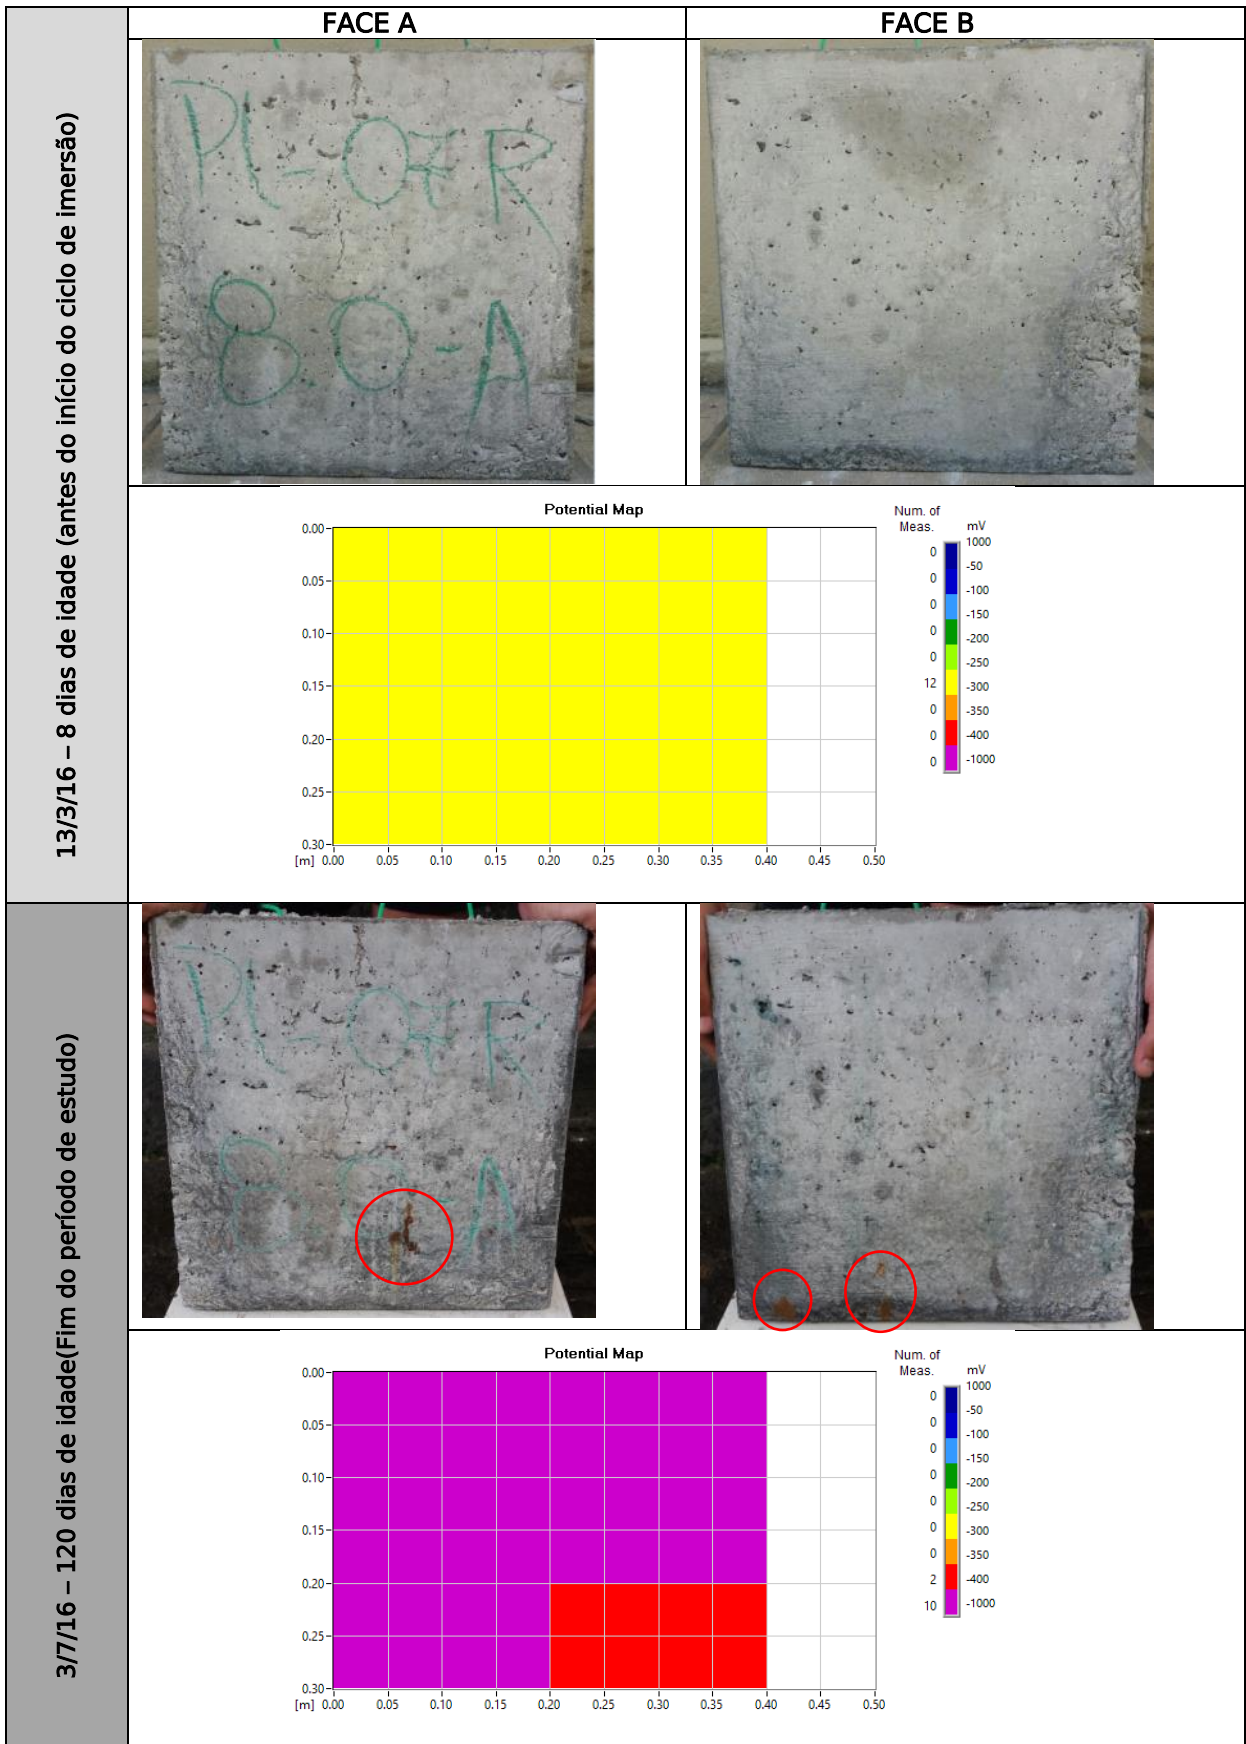 FACE A
FACE B
13/3/16 – 8 dias de idade (antes do início do ciclo de imersão)
PL-07R
8.0-A
Potential Map
Num. of
Meas.
mV
0.00
0.05
0.10
0.15
0.20
0.25
0.30
[m] 0.00 0.05 0.10 0.15 0.20 0.25 0.30 0.35 0.40 0.45 0.50
0
0
0
0
0
12
0
0
0
1000
-50
-100
-150
-200
-250
-300
-350
-400
-1000
3/7/16 – 120 dias de idade(Fim do período de estudo)
PL-07R
8.0-A
Potential Map
Num. of
Meas.
mV
0.00
0.05
0.10
0.15
0.20
0.25
0.30
[m] 0.00 0.05 0.10 0.15 0.20 0.25 0.30 0.35 0.40 0.45 0.50
0
0
0
0
0
0
0
2
10
1000
-50
-100
-150
-200
-250
-300
-350
-400
-1000